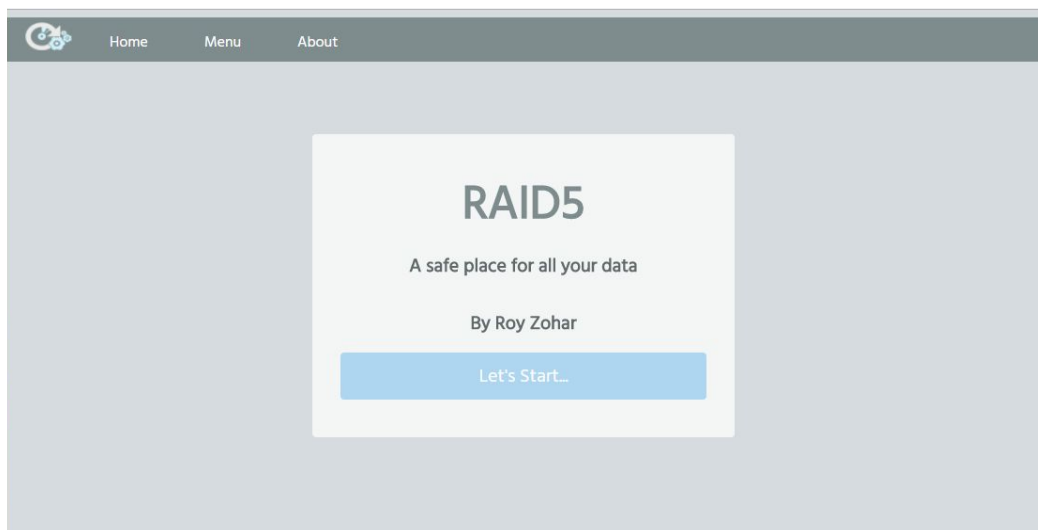 Home Menu About
RAID5
A safe place for all your data
By Roy Zohar
Let's Start...